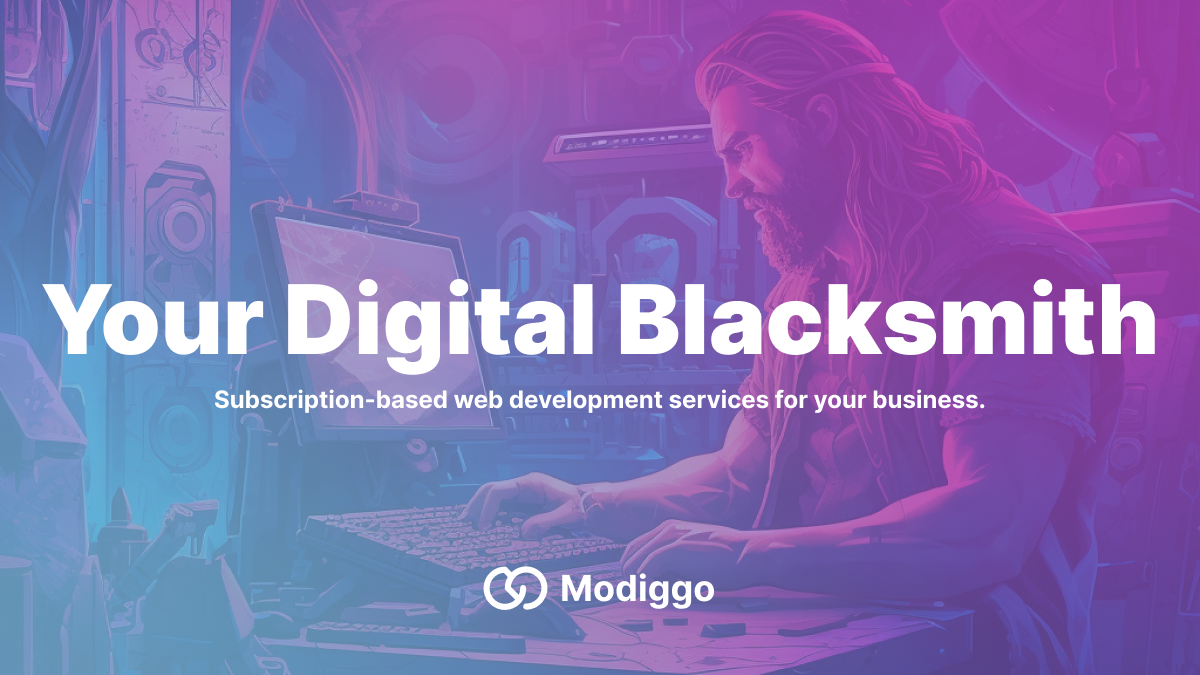 Your Digital Blacksmith
Subscription-based web development services for your business.
Modiggo